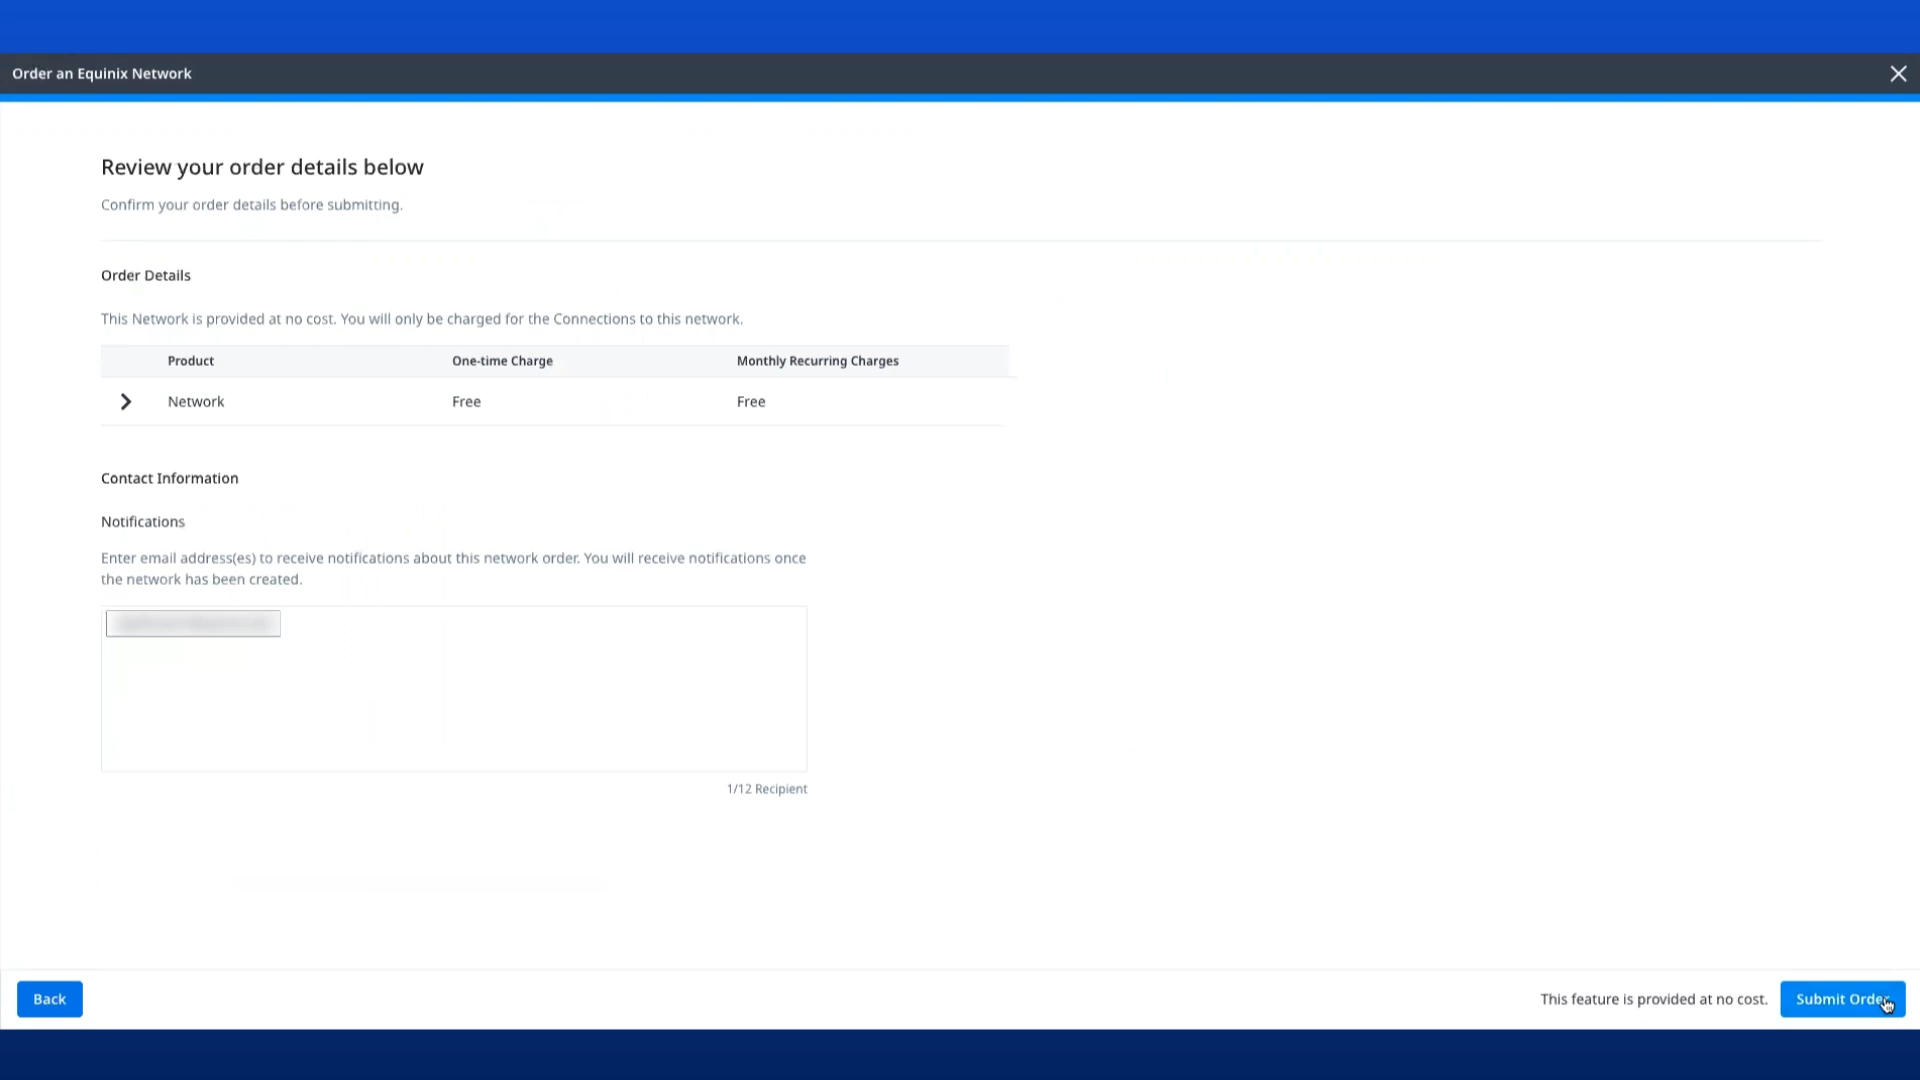 Order an Equinix Network
Review your order details below
Confirm your order details before submitting.
Order Details
This Network is provided at no cost. You will only be charged for the Connections to this network.
Product One-time Charge Monthly Recurring Charges
Network Free Free
Contact Information
Notifications
Enter email address(es) to receive notifications about this network order. You will receive notifications once
the network has been created.
1/12 Recipient
Back This feature is provided at no cost. Submit Order